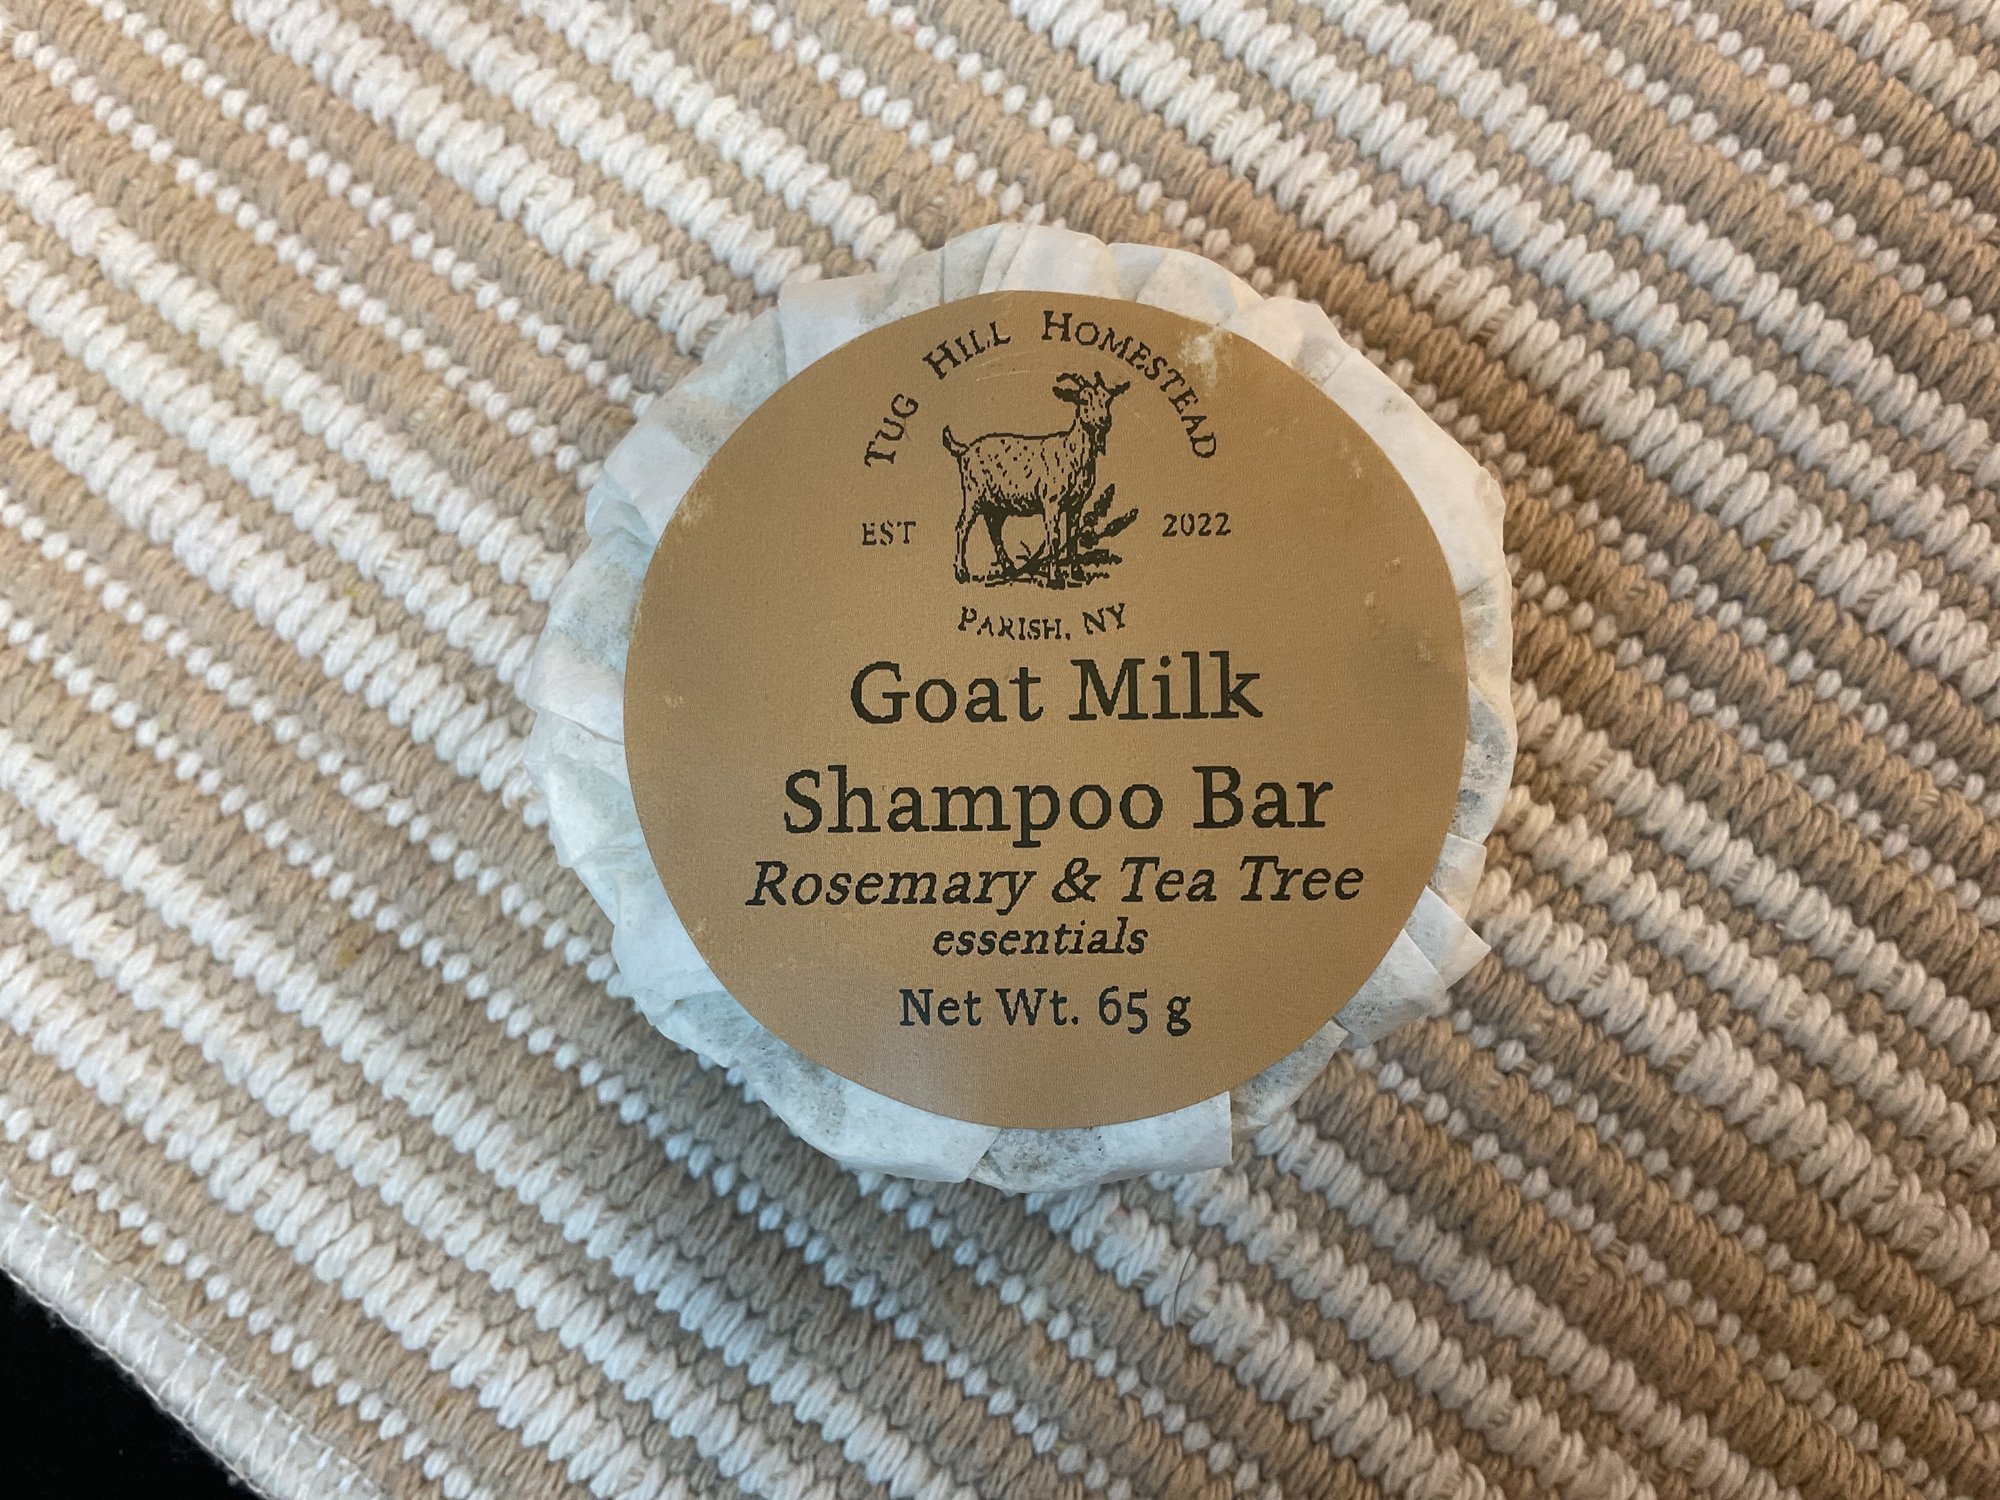 TUG HILL HOMESTEAD
EST 2022
PARISH, NY
Goat Milk
Shampoo Bar
Rosemary & Tea Tree
essentials
Net Wt. 65 g